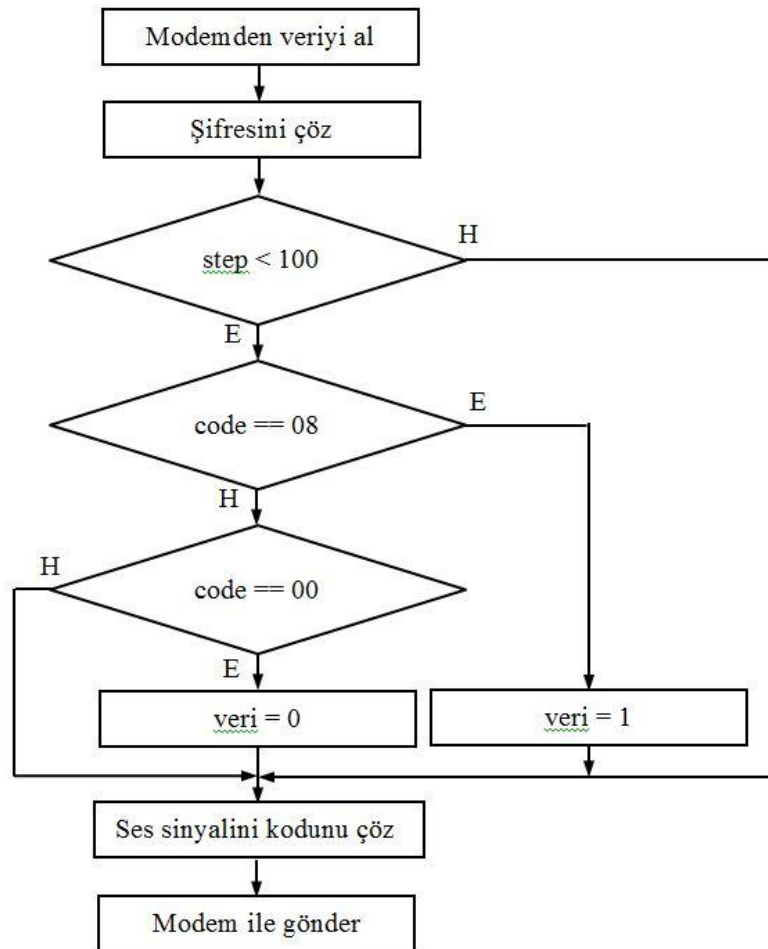 Modemden veriyi al
Şifresini çöz
step < 100
H
E
code == 08
E
H
code == 00
H
E
veri = 0
veri = 1
Ses sinyalini kodunu çöz
Modem ile gönder